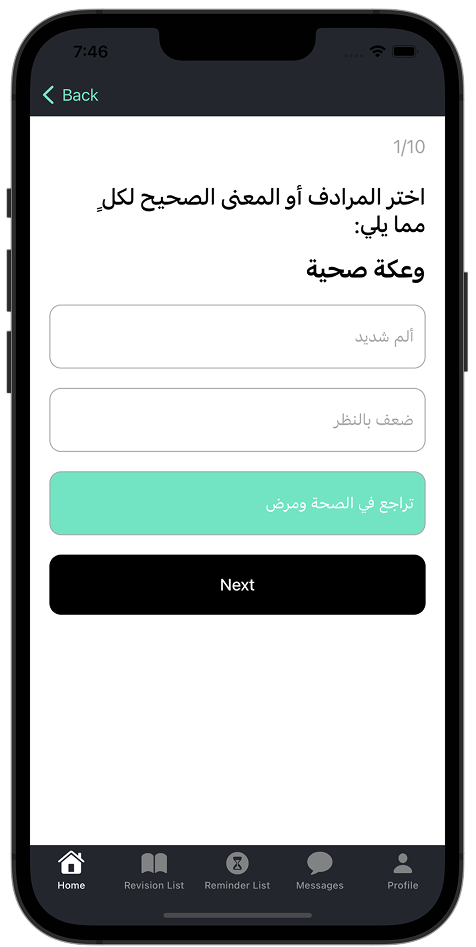 7:46
Back
1/10
اختر المرادف أو المعنى الصحيح لكلٍ
مما يلي:
وعكة صحية
ألم شديد
ضعف بالنظر
تراجع في الصحة ومرض
Next
Home
Revision List
Reminder List
Messages
Profile